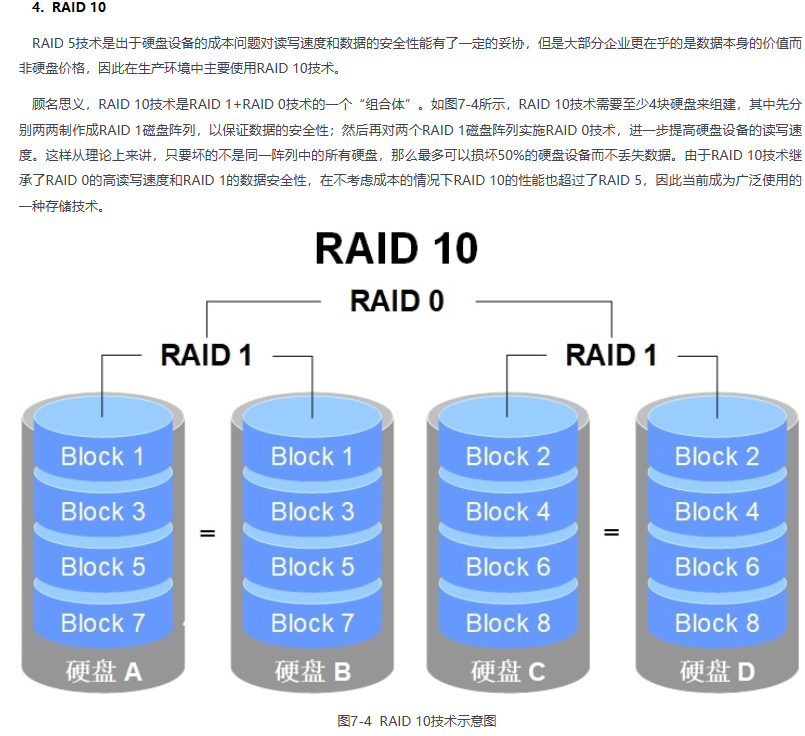 4.  RAID 10
RAID 5技术是出于硬盘设备的成本问题对读写速度和数据的安全性能有了一定的妥协，但是大部分企业更在乎的是数据本身的价值而
非硬盘价格，因此在生产环境中主要使用RAID 10技术。
顾名思义，RAID 10技术是RAID 1+RAID 0技术的一个“组合体”。如图7-4所示，RAID 10技术需要至少4块硬盘来组建，其中先分
别两两制作成RAID 1磁盘阵列，以保证数据的安全性；然后再对两个RAID 1磁盘阵列实施RAID 0技术，进一步提高硬盘设备的读写速
度。这样从理论上来讲，只要坏的不是同一阵列中的所有硬盘，那么最多可以损坏50%的硬盘设备而不丢失数据。由于RAID 10技术继
承了RAID 0的高读写速度和RAID 1的数据安全性，在不考虑成本的情况下RAID 10的性能也超过了RAID 5，因此当前成为广泛使用的
一种存储技术。
RAID 10
RAID 0
RAID 1 RAID 1
Block 1 Block 1 Block 2 Block 2
Block 3 Block 3 Block 4 Block 4
= =
Block 5 Block 5 Block 6 Block 6
Block 7 Block 7 Block 8 Block 8
硬盘 A 硬盘 B 硬盘 C 硬盘 D
图7-4  RAID 10技术示意图